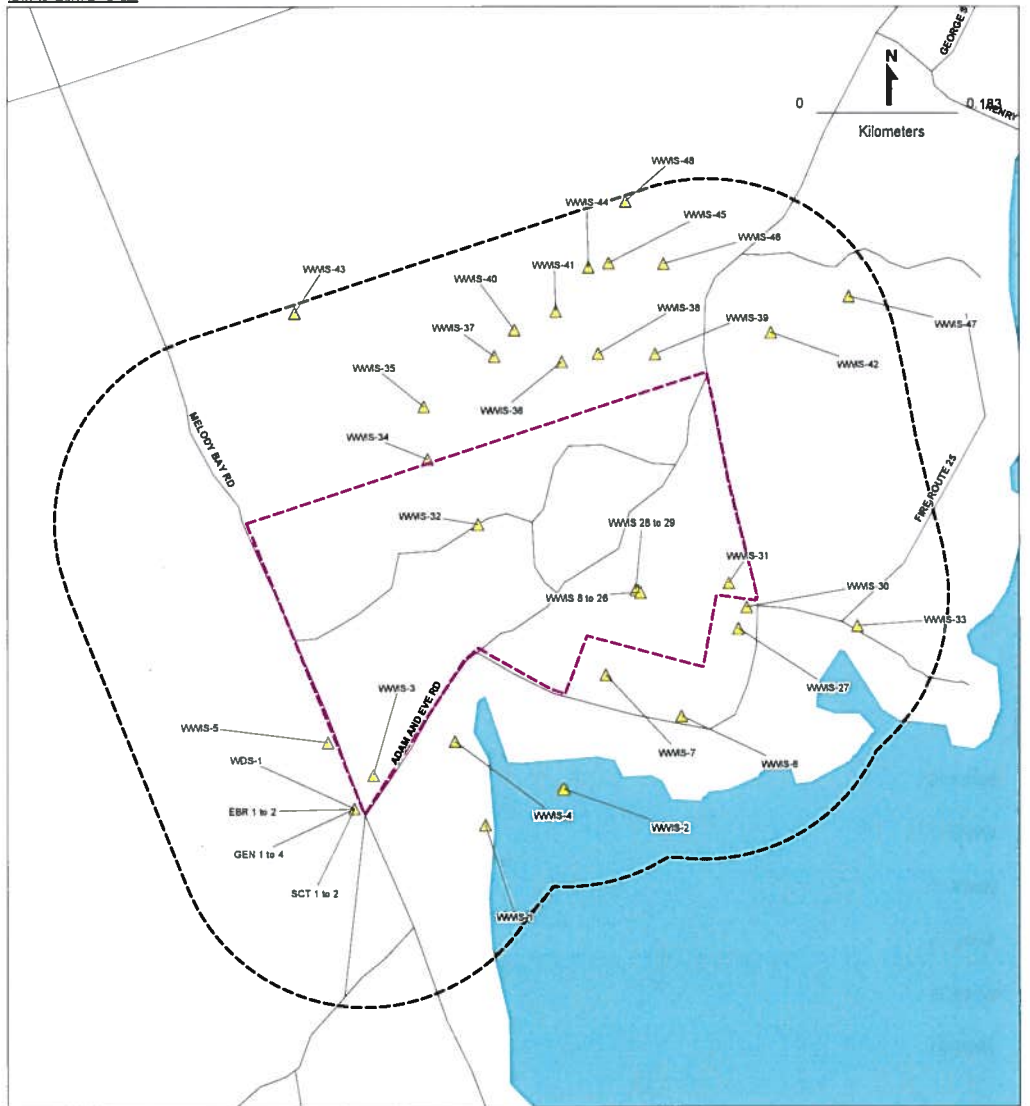 GEORGE S
N
0 0.183
HENRY
Kilometers
WWIS-48
WWIS-44
WWIS-45
WWIS-46
WWIS-43
WWIS-41
WWIS-40
WWIS-47
WWIS-38
WWIS-39
WWIS-37
WWIS-42
WWIS-35
WWIS-36
MELODY BAY RD
WWIS-34
FIRE ROUTE 25
WWIS-32
WWIS 28 to 29
WWIS-31
WWIS 8 to 26
WWIS-30
WWIS-33
WWIS-3
ADAM AND EVE RD
WWIS-27
WWIS-5
WDS-1
WWIS-7
WWIS-6
EBR 1 to 2
WWIS-4
WWIS-2
GEN 1 to 4
SCT 1 to 2
WWIS-1